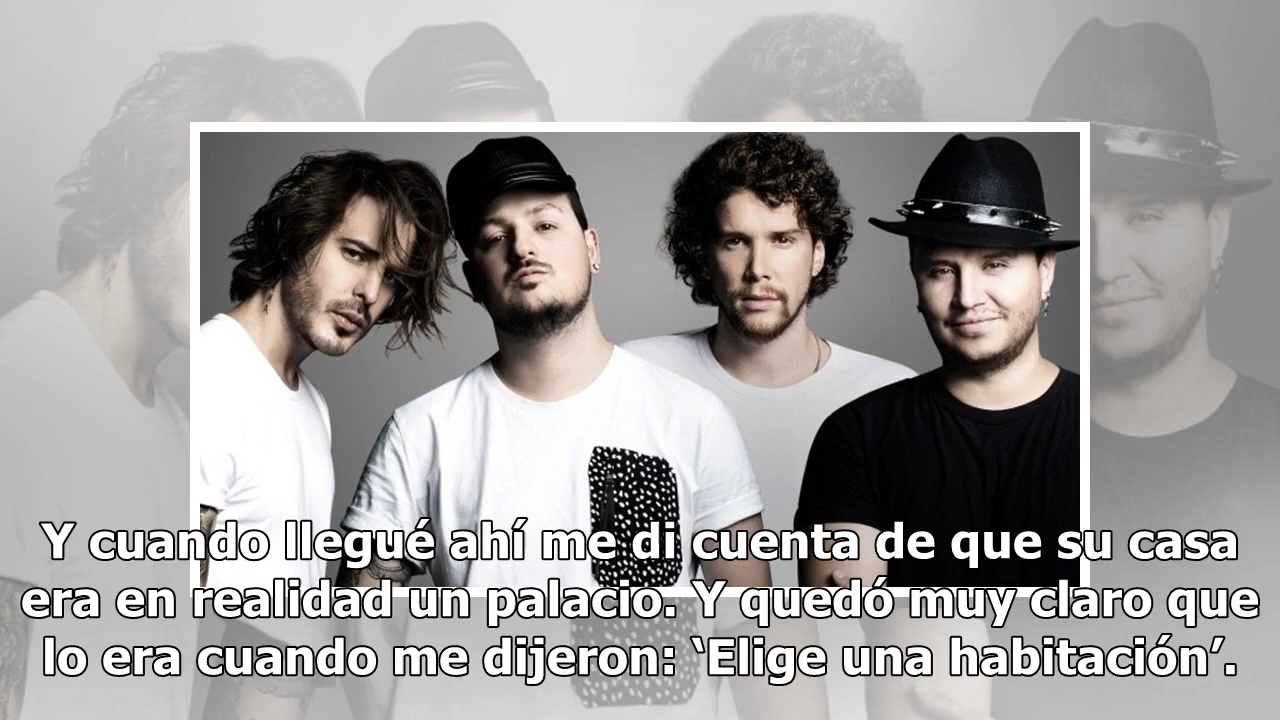 Y cuando llegué ahí me di cuenta de que su casa
era en realidad un palacio. Y quedó muy claro que
lo era cuando me dijeron: ‘Elige una habitación’.